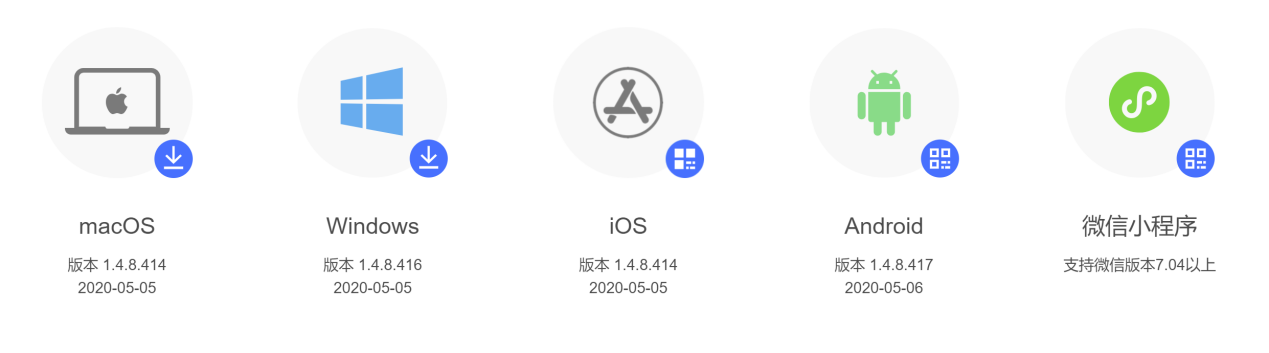 macOS
版本 1.4.8.414
2020-05-05
Windows
版本 1.4.8.416
2020-05-05
iOS
版本 1.4.8.414
2020-05-05
Android
版本 1.4.8.417
2020-05-06
微信小程序
支持微信版本7.04以上